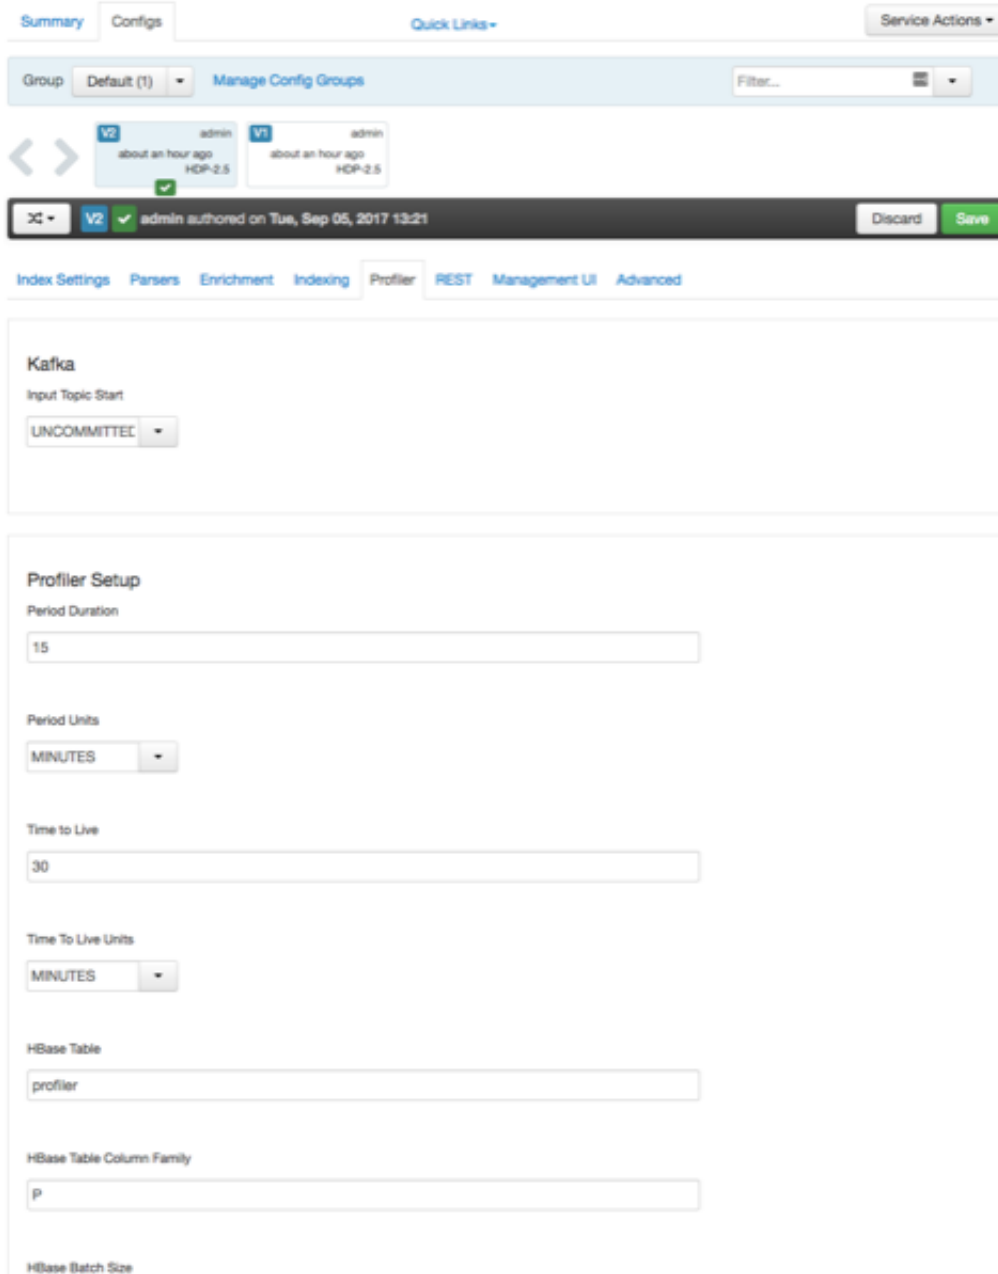 Summary Configs Quick Links Service Actions
Group Default (1) Manage Config Groups Filter...
V2 admin V1 admin
about an hour ago about an hour ago
HDP-2.5 HDP-2.5
V2 admin authored on Tue, Sep 05, 2017 13:21 Discard Save
Index Settings Parsers Enrichment Indexing Profiler REST Management UI Advanced
Kafka
Input Topic Start
UNCOMMITTED
Profiler Setup
Period Duration
15
Period Units
MINUTES
Time to Live
30
Time To Live Units
MINUTES
HBase Table
profiler
HBase Table Column Family
P
HBase Batch Size